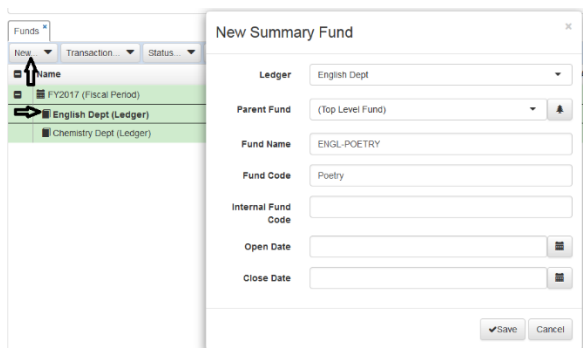 Funds ×
New... Transaction... Status...
Name
FY2017 (Fiscal Period)
English Dept (Ledger)
Chemistry Dept (Ledger)
New Summary Fund ×
Ledger English Dept
Parent Fund (Top Level Fund)
Fund Name ENGL-POETRY
Fund Code Poetry
Internal Fund
Code
Open Date
Close Date
Save Cancel